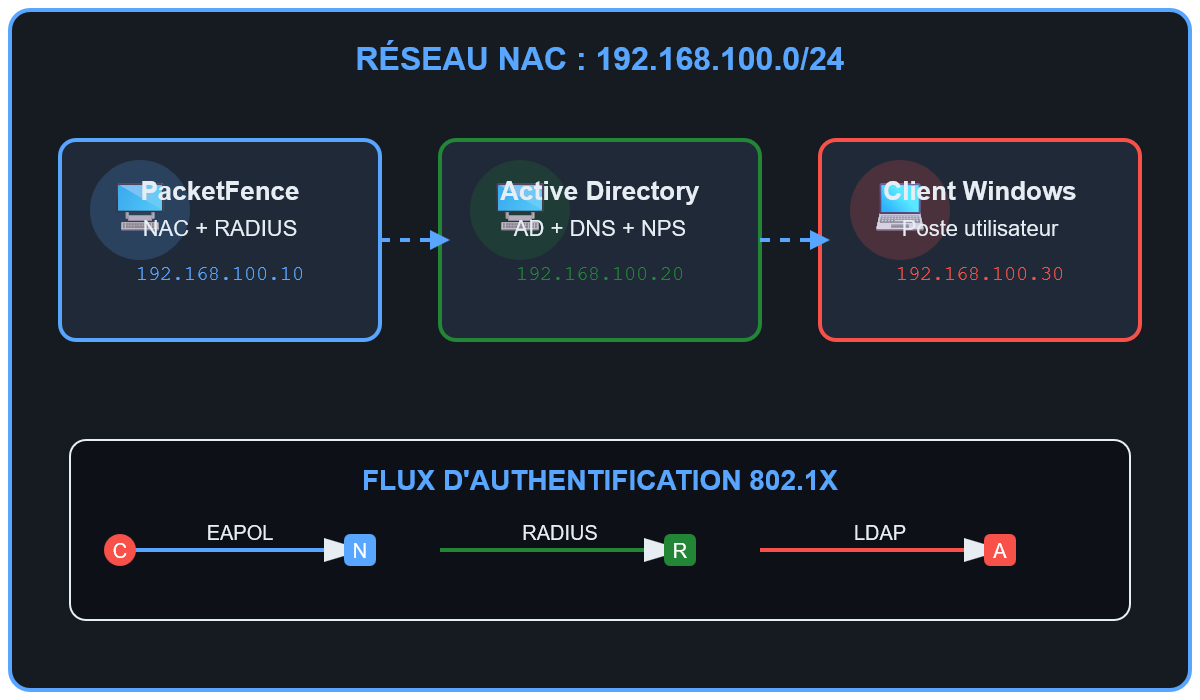 RÉSEAU NAC : 192.168.100.0/24
PacketFence
NAC + RADIUS
192.168.100.10
Active Directory
AD + DNS + NPS
192.168.100.20
Client Windows
Poste utilisateur
192.168.100.30
FLUX D'AUTHENTIFICATION 802.1X
EAPOL
RADIUS
LDAP
C
N
R
A